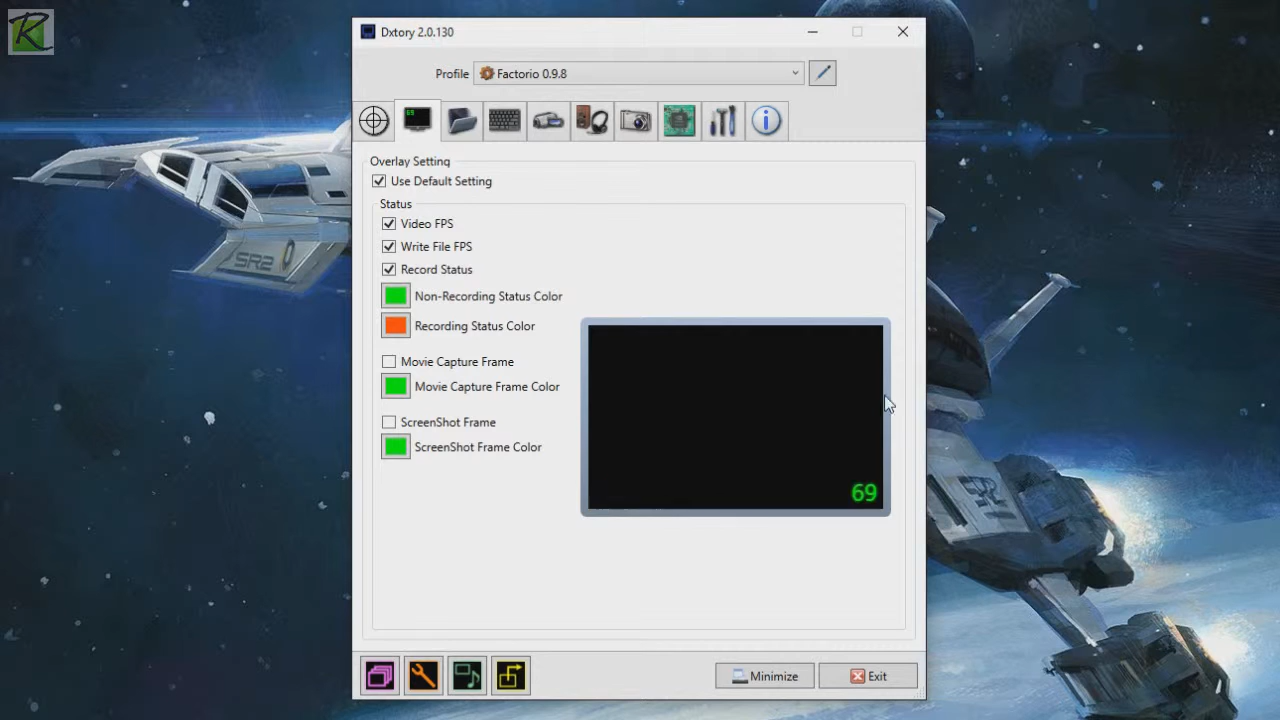 R
Dxtory 2.0.130
Profile
Factorio 0.9.8
69
Overlay Setting
Use Default Setting
Status
Video FPS
Write File FPS
Record Status
Non-Recording Status Color
Recording Status Color
Movie Capture Frame
Movie Capture Frame Color
ScreenShot Frame
ScreenShot Frame Color
69
Minimize
Exit
SR2